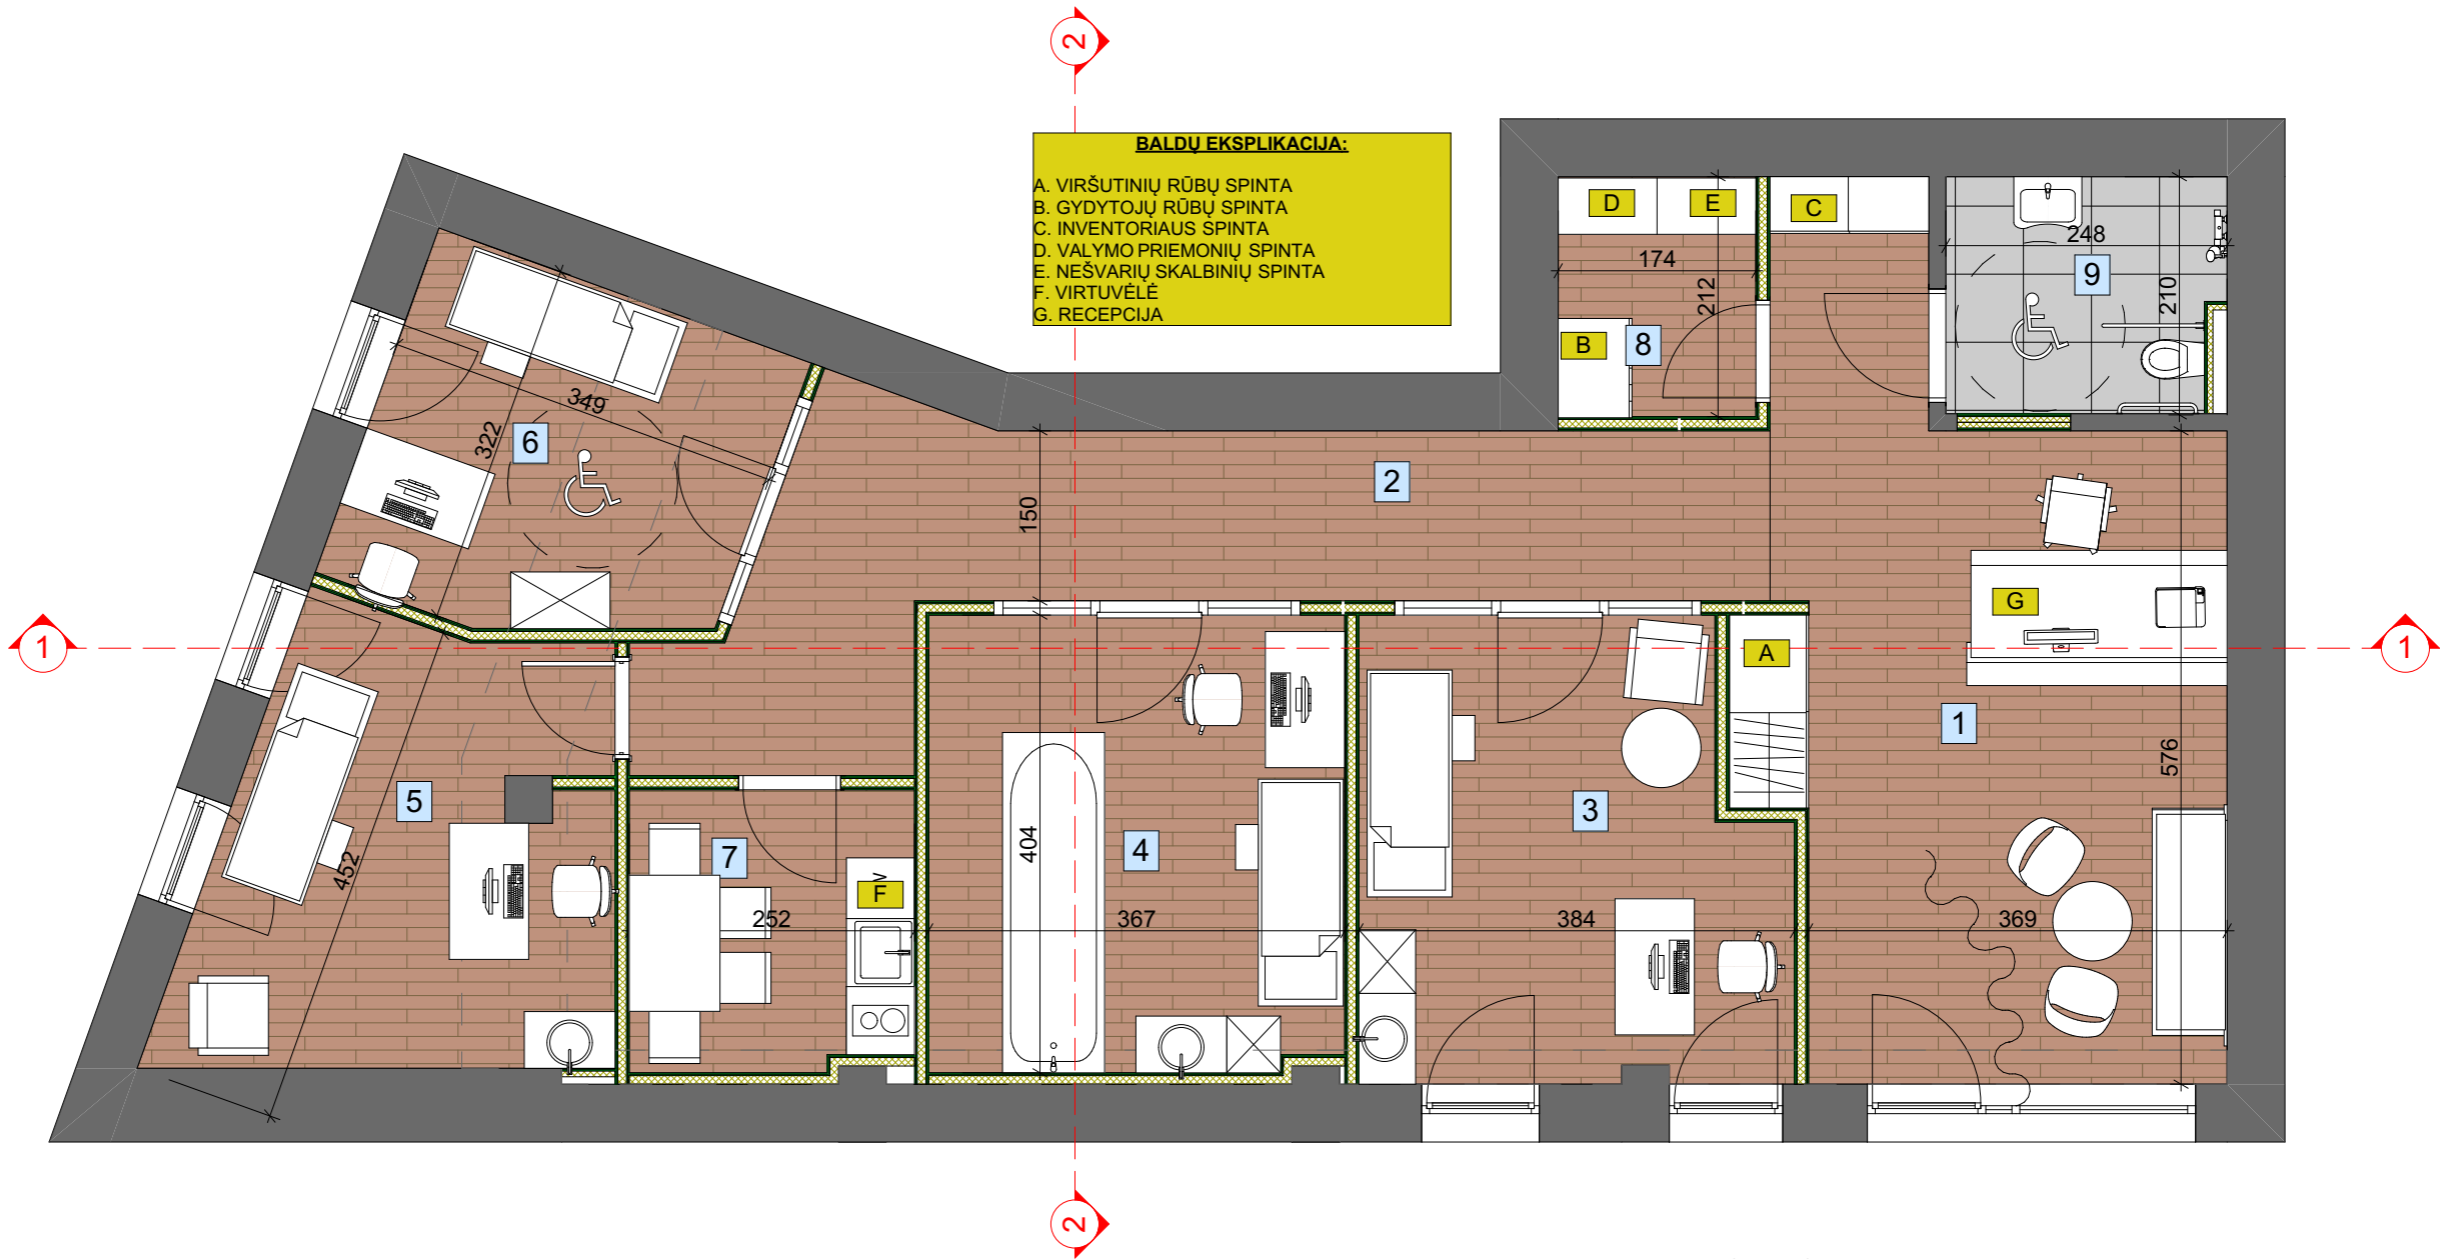 2
BALDŲ EKSPLIKACIJA:
A. VIRŠUTINIŲ RŪBŲ SPINTA
B. GYDYTOJŲ RŪBŲ SPINTA
C. INVENTORIAUS SPINTA
D. VALYMO PRIEMONIŲ SPINTA
E. NEŠVARIŲ SKALBINIŲ SPINTA
F. VIRTUVĖLĖ
G. RECEPCIJA
D
E
C
248
174
9
212
210
B
8
349
322
6
2
150
G
1
A
1
1
576
5
7
404
4
3
452
F
252
367
384
369
2